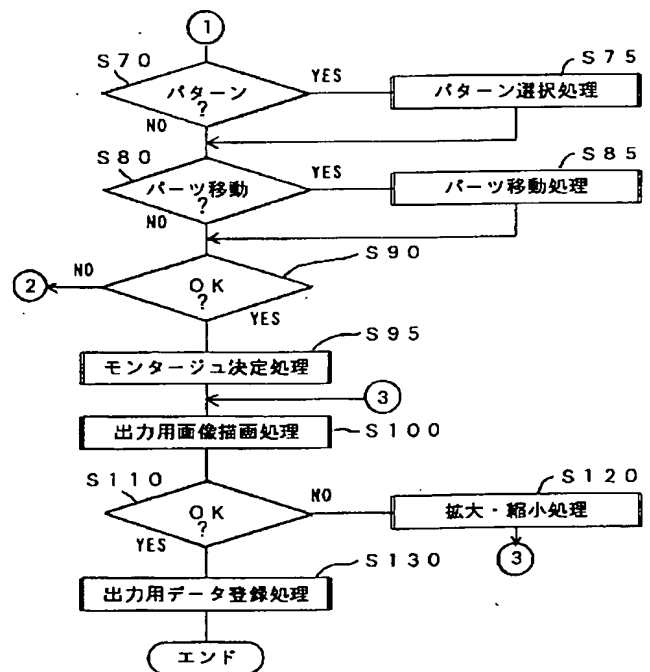 1
S70
パターン
?
YES
S75
パターン選択処理
NO
S80
パーツ移動
?
YES
S85
パーツ移動処理
NO
S90
2
NO
OK
?
YES
S95
モンタージュ決定処理
3
出力用画像描画処理
S100
S110
OK
?
NO
S120
拡大・縮小処理
3
YES
S130
出力用データ登録処理
エンド